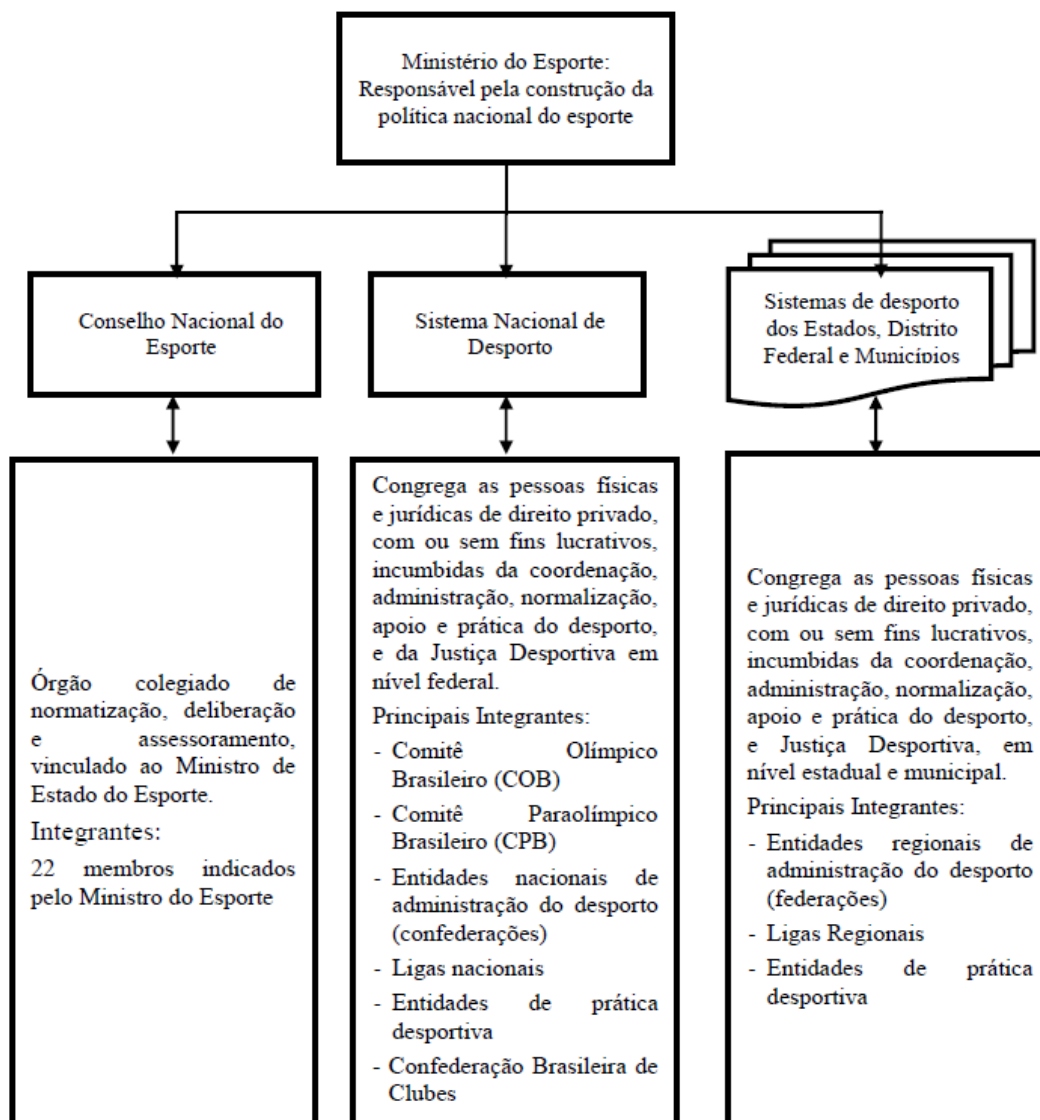 Ministério do Esporte:
Responsável pela construção da
política nacional do esporte
Conselho Nacional do
Esporte
Sistema Nacional de
Desporto
Sistemas de desporto
dos Estados, Distrito
Federal e Municípios
Órgão colegiado de
normatização, deliberação
e assessoramento,
vinculado ao Ministro de
Estado do Esporte.
Integrantes:
22 membros indicados
pelo Ministro do Esporte
Congrega as pessoas físicas
e jurídicas de direito privado,
com ou sem fins lucrativos,
incumbidas da coordenação,
administração, normalização,
apoio e prática do desporto,
e da Justiça Desportiva em
nível federal.
Principais Integrantes:
- Comitê Olímpico
Brasileiro (COB)
- Comitê Paraolímpico
Brasileiro (CPB)
- Entidades nacionais de
administração do desporto
(confederações)
- Ligas nacionais
- Entidades de prática
desportiva
- Confederação Brasileira de
Clubes
Congrega as pessoas físicas
e jurídicas de direito privado,
com ou sem fins lucrativos,
incumbidas da coordenação,
administração, normalização,
apoio e prática do desporto,
e Justiça Desportiva, em
nível estadual e municipal.
Principais Integrantes:
- Entidades regionais de
administração do desporto
(federações)
- Ligas Regionais
- Entidades de prática
desportiva